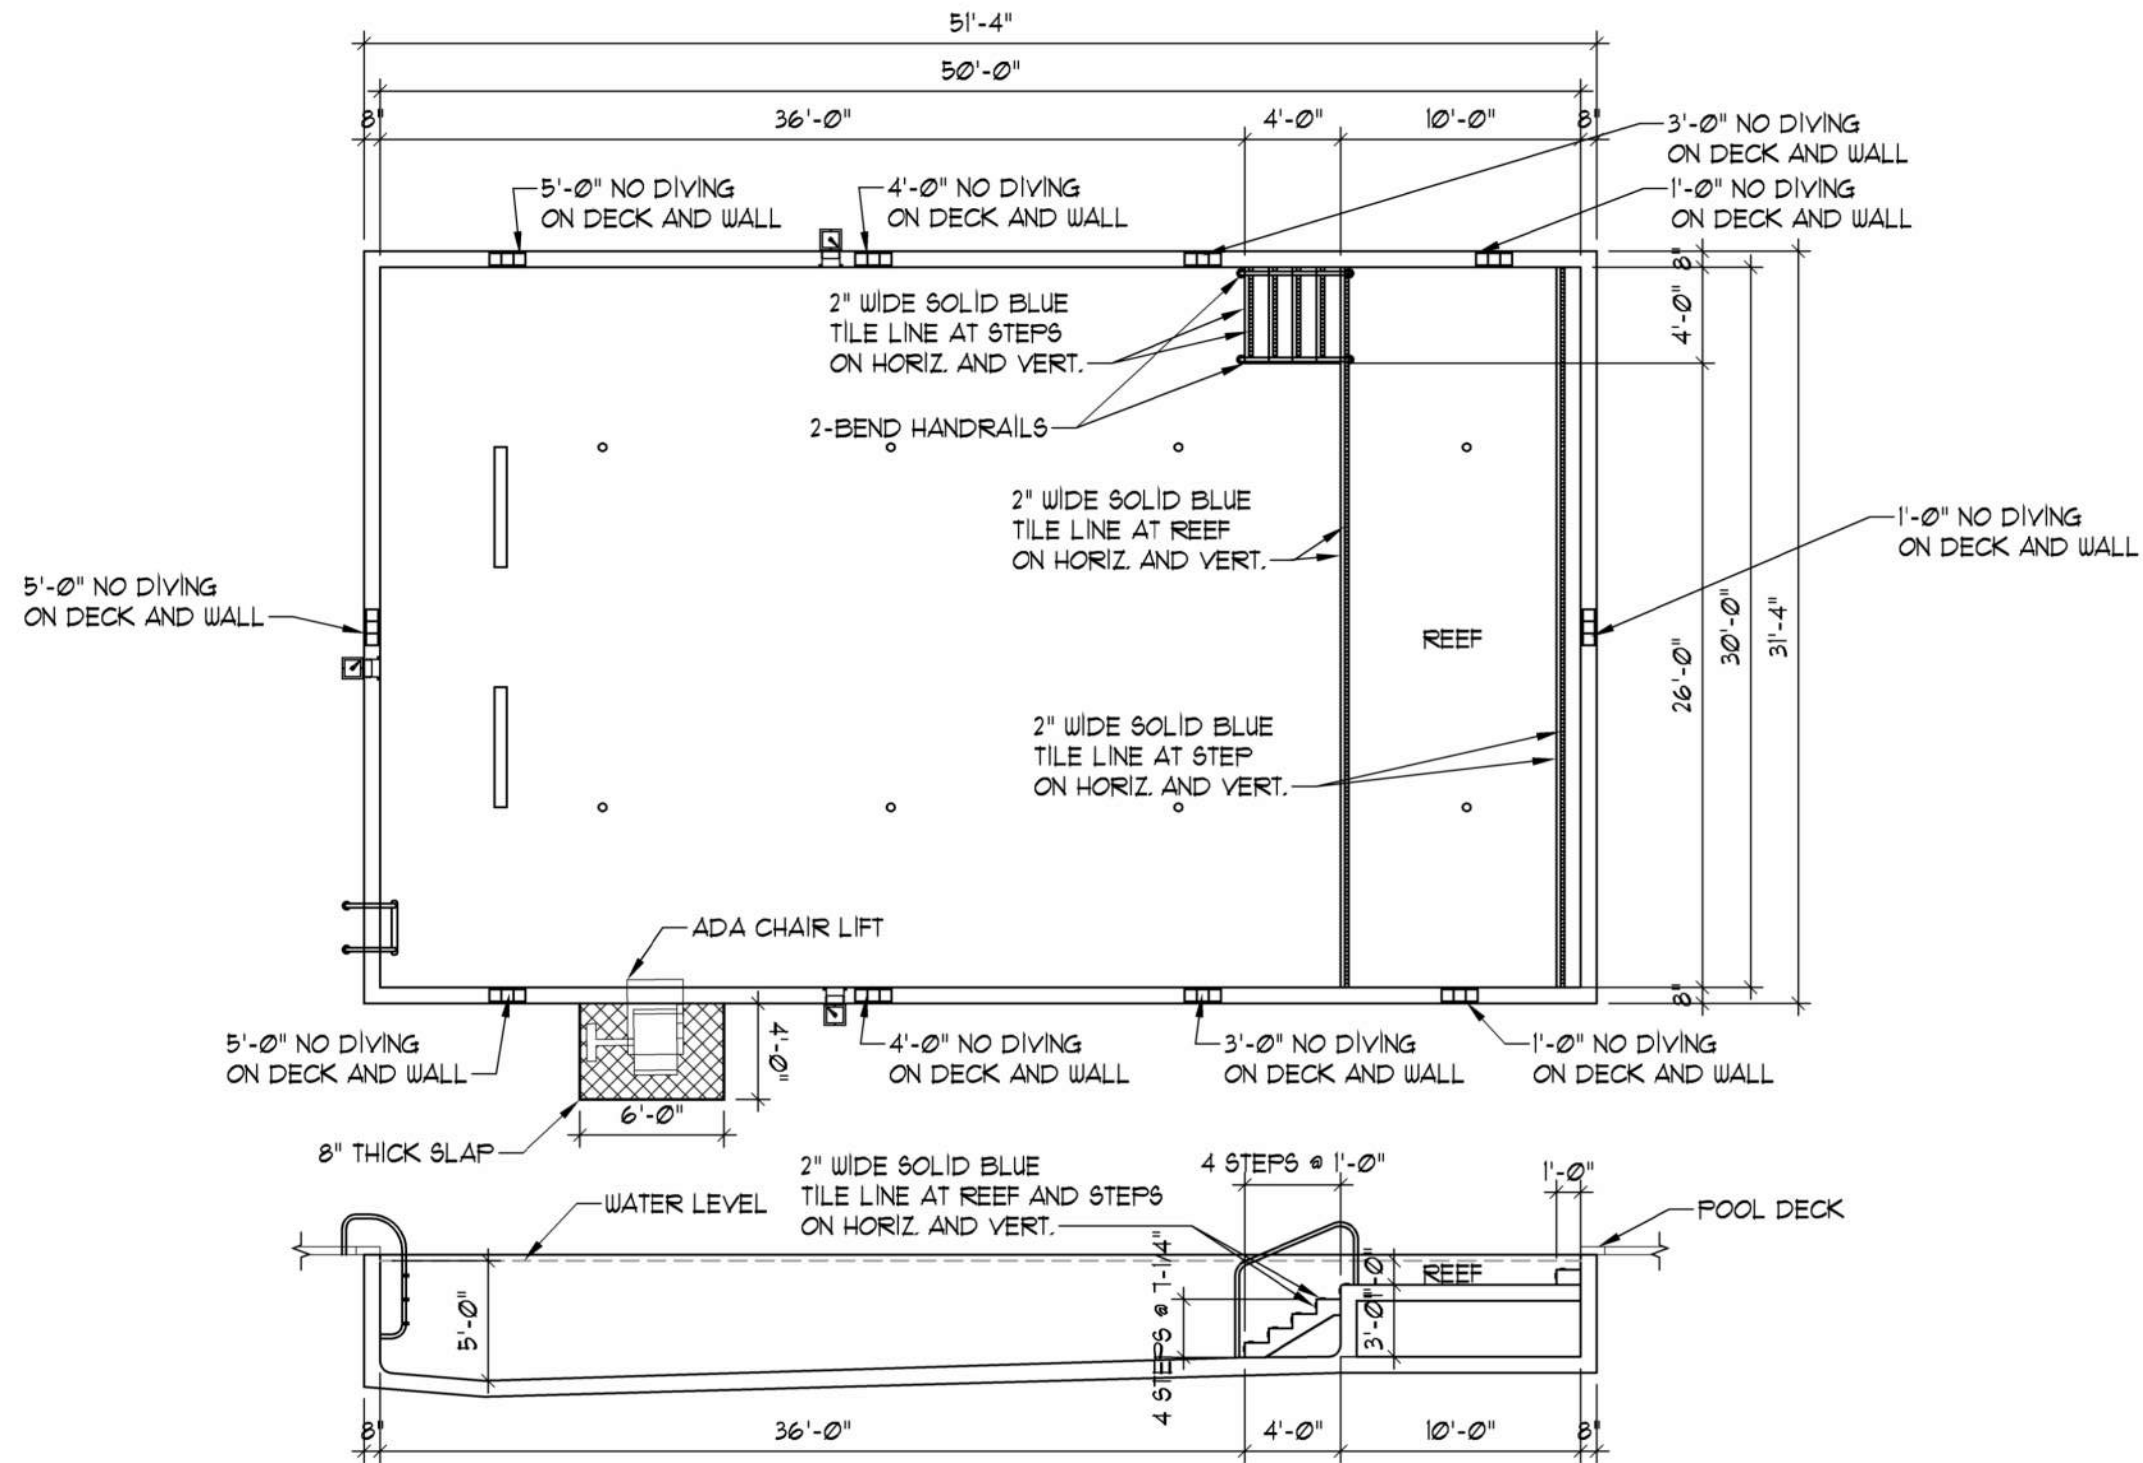 51'-4"
50'-0"
8"
36'-0"
4'-0"
10'-0"
8"
3'-0" NO DIVING
ON DECK AND WALL
5'-0" NO DIVING
ON DECK AND WALL
4'-0" NO DIVING
ON DECK AND WALL
1'-0" NO DIVING
ON DECK AND WALL
8"
4'-0"
2" WIDE SOLID BLUE
TILE LINE AT STEPS
ON HORIZ. AND VERT.
2-BEND HANDRAILS
2" WIDE SOLID BLUE
TILE LINE AT REEF
ON HORIZ. AND VERT.
1'-0" NO DIVING
ON DECK AND WALL
5'-0" NO DIVING
ON DECK AND WALL
REEF
26'-0"
30'-0"
31'-4"
2" WIDE SOLID BLUE
TILE LINE AT STEP
ON HORIZ. AND VERT.
ADA CHAIR LIFT
8"
5'-0" NO DIVING
ON DECK AND WALL
4'-0"
4'-0" NO DIVING
ON DECK AND WALL
3'-0" NO DIVING
ON DECK AND WALL
1'-0" NO DIVING
ON DECK AND WALL
6'-0"
8" THICK SLAP
2" WIDE SOLID BLUE
TILE LINE AT REEF AND STEPS
ON HORIZ. AND VERT.
4 STEPS @ 1'-0"
1'-0"
WATER LEVEL
POOL DECK
5'-0"
4 STEPS @ 7-1/4"
1'-0"
REEF
3'-0"
8"
36'-0"
4'-0"
10'-0"
8"